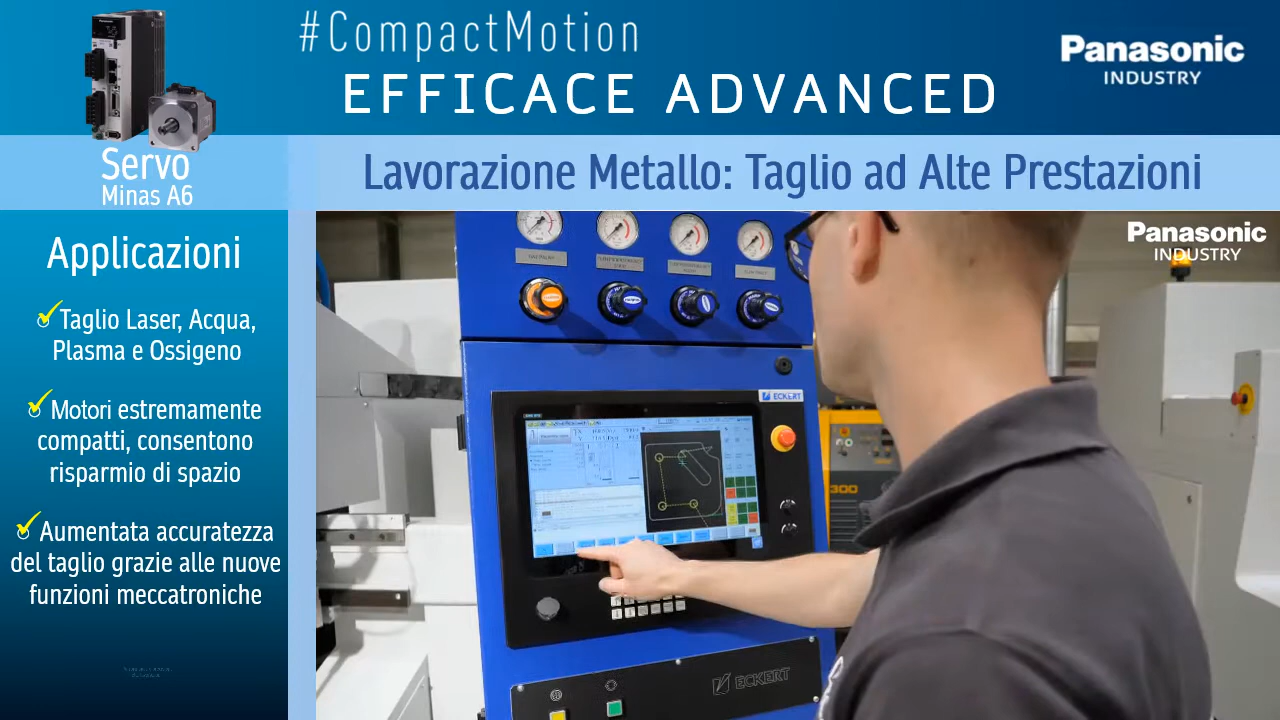 #CompactMotion
EFFICACE ADVANCED
Panasonic
INDUSTRY
Servo
Minas A6
Lavorazione Metallo: Taglio ad Alte Prestazioni
Applicazioni
Taglio Laser, Acqua,
Plasma e Ossigeno
Motori estremamente
compatti, consentono
risparmio di spazio
Aumentata accuratezza
del taglio grazie alle nuove
funzioni meccatroniche
Panasonic
INDUSTRY
ECKERT
300
ECKERT